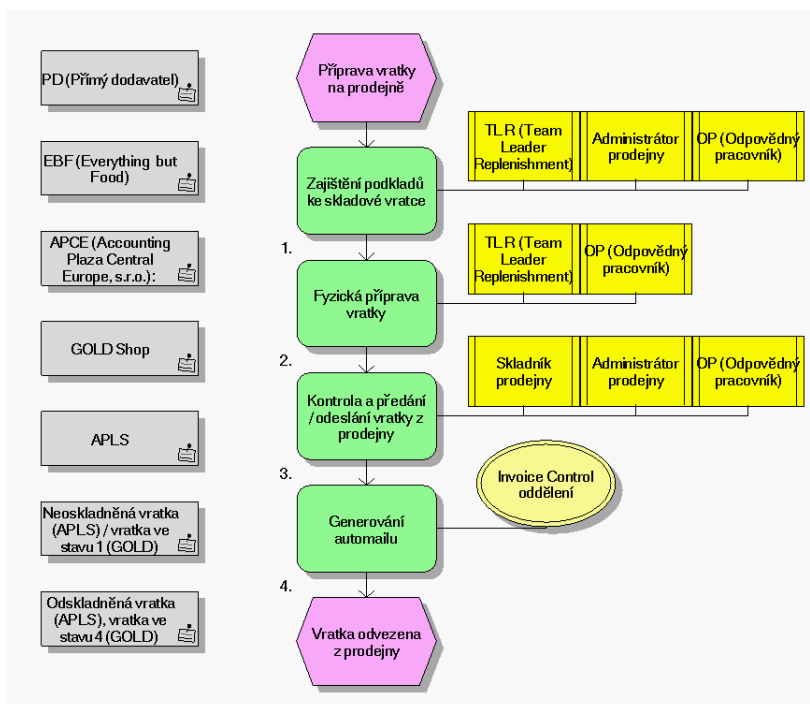 PD (Přímý dodavatel)
EBF (Everything but
Food)
APCE (Accounting
Plaza Central
Europe, s.r.o.):
GOLD Shop
APLS
Neoskladněná vratka
(APLS) / vratka ve
stavu 1 (GOLD)
Odskladněná vratka
(APLS), vratka ve
stavu 4 (GOLD)
Příprava vratky
na prodejně
Zajištění podkladů
ke skladové vratce
TLR (Team
Leader
Replenishment)
Administrátor
prodejny
OP (Odpovědný
pracovník)
1.
Fyzická příprava
vratky
TLR (Team
Leader
Replenishment)
OP (Odpovědný
pracovník)
2.
Kontrola a předání
/ odeslání vratky z
prodejny
Skladník
prodejny
Administrátor
prodejny
OP (Odpovědný
pracovník)
3.
Generování
automailu
Invoice Control
oddělení
4.
Vratka odvezena
z prodejny